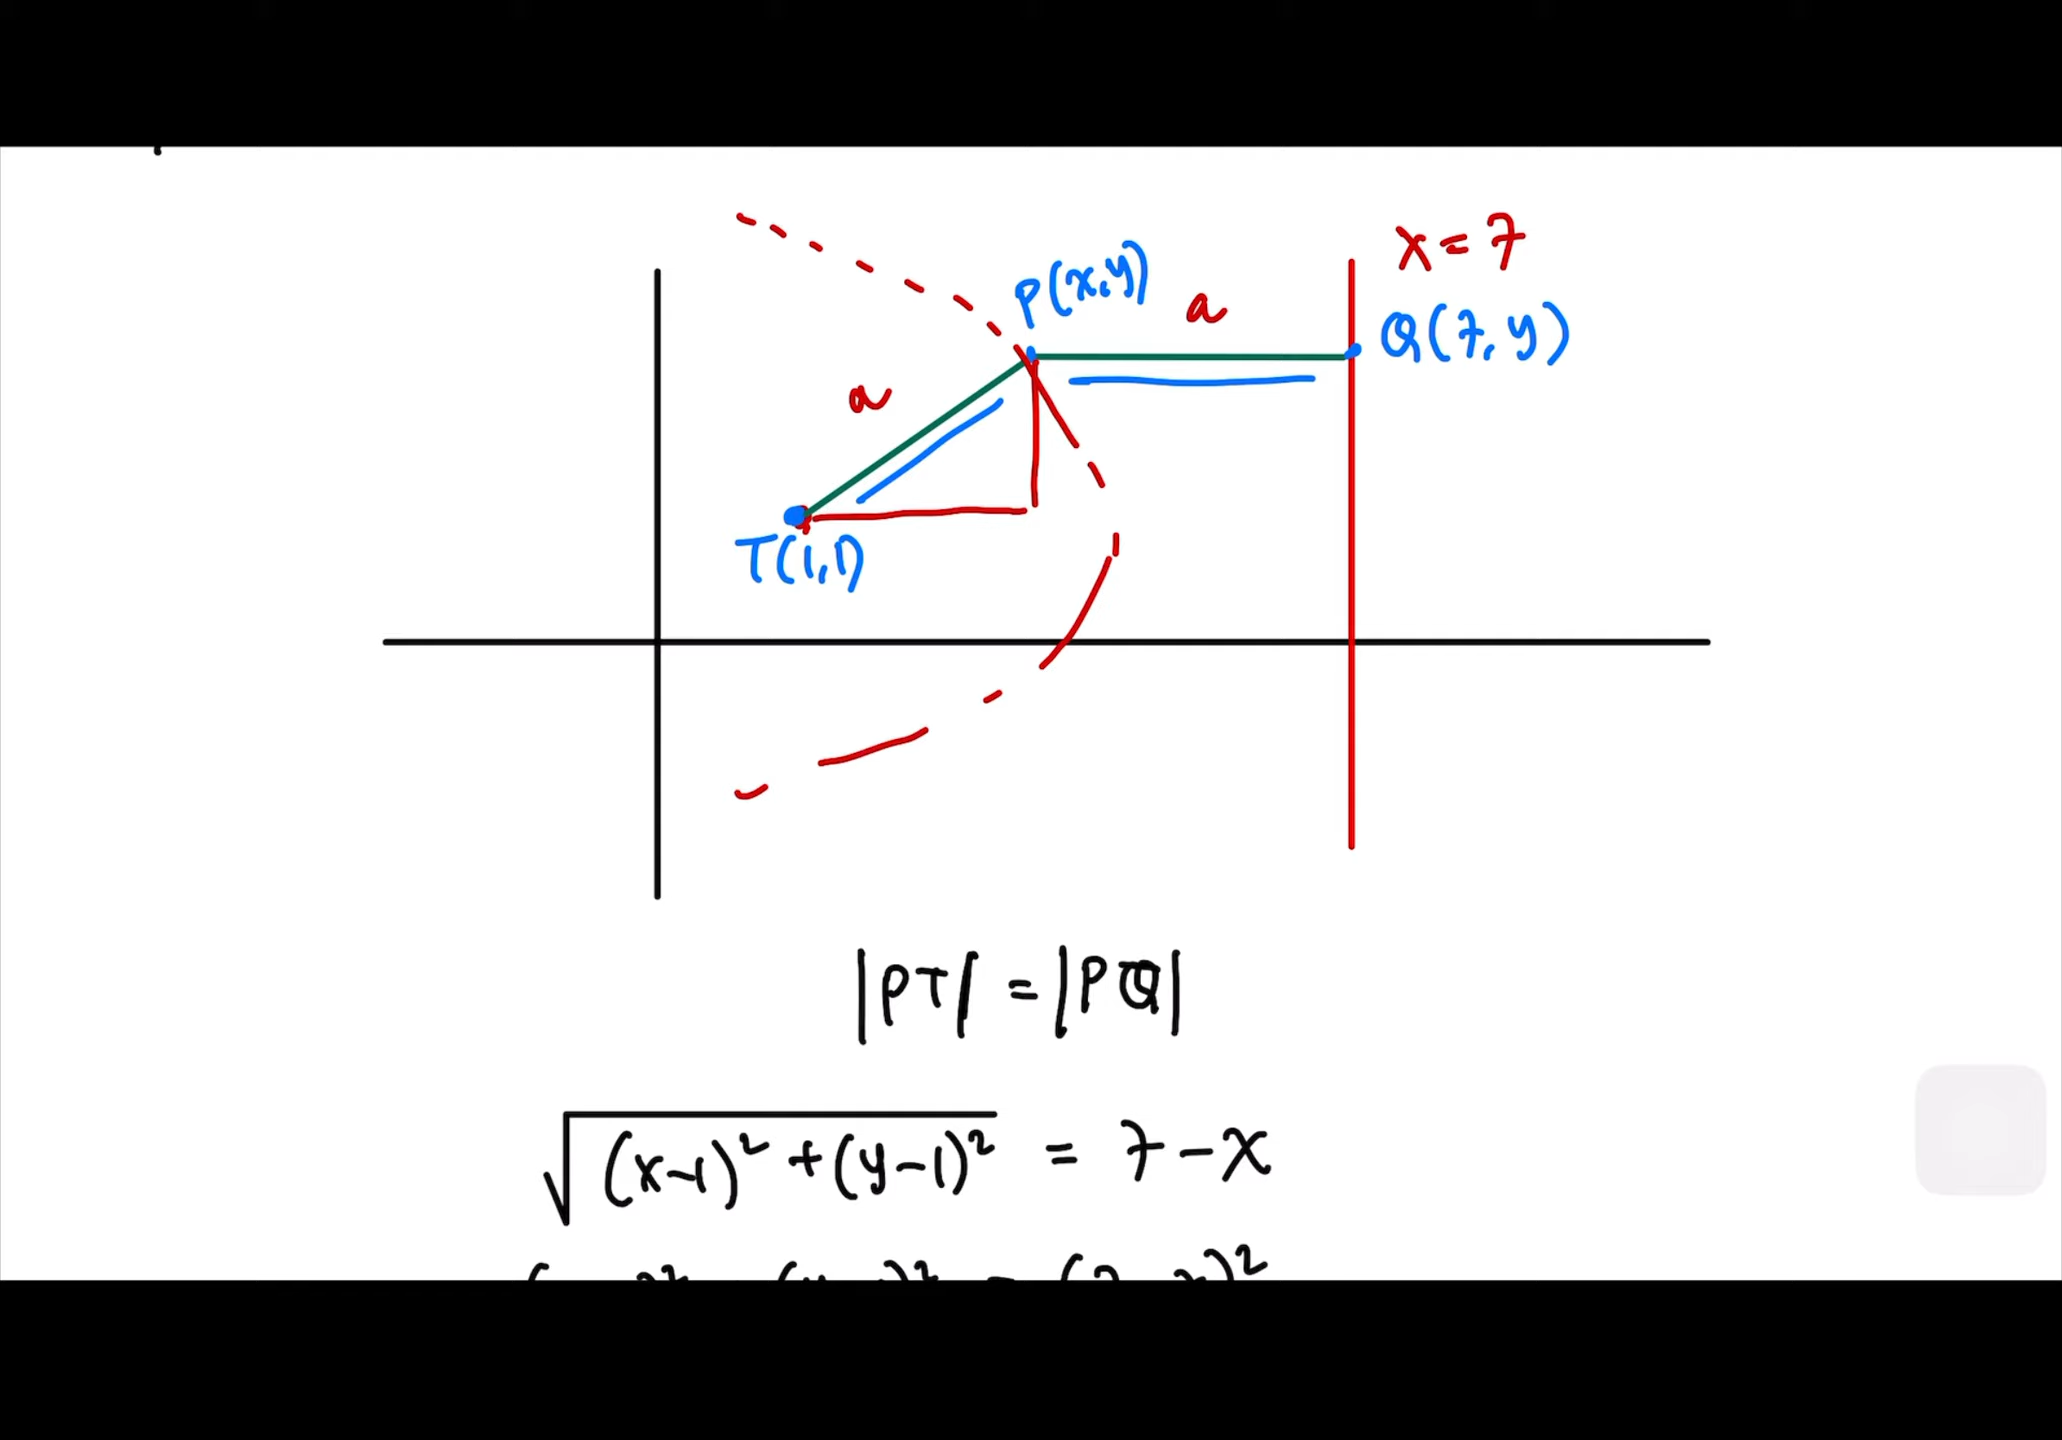 x = 7
P(x,y)
a
Q(7, y)
a
T(1,1)
|PT| = |PQ|
√((x-1)² + (y-1)²) = 7 - x